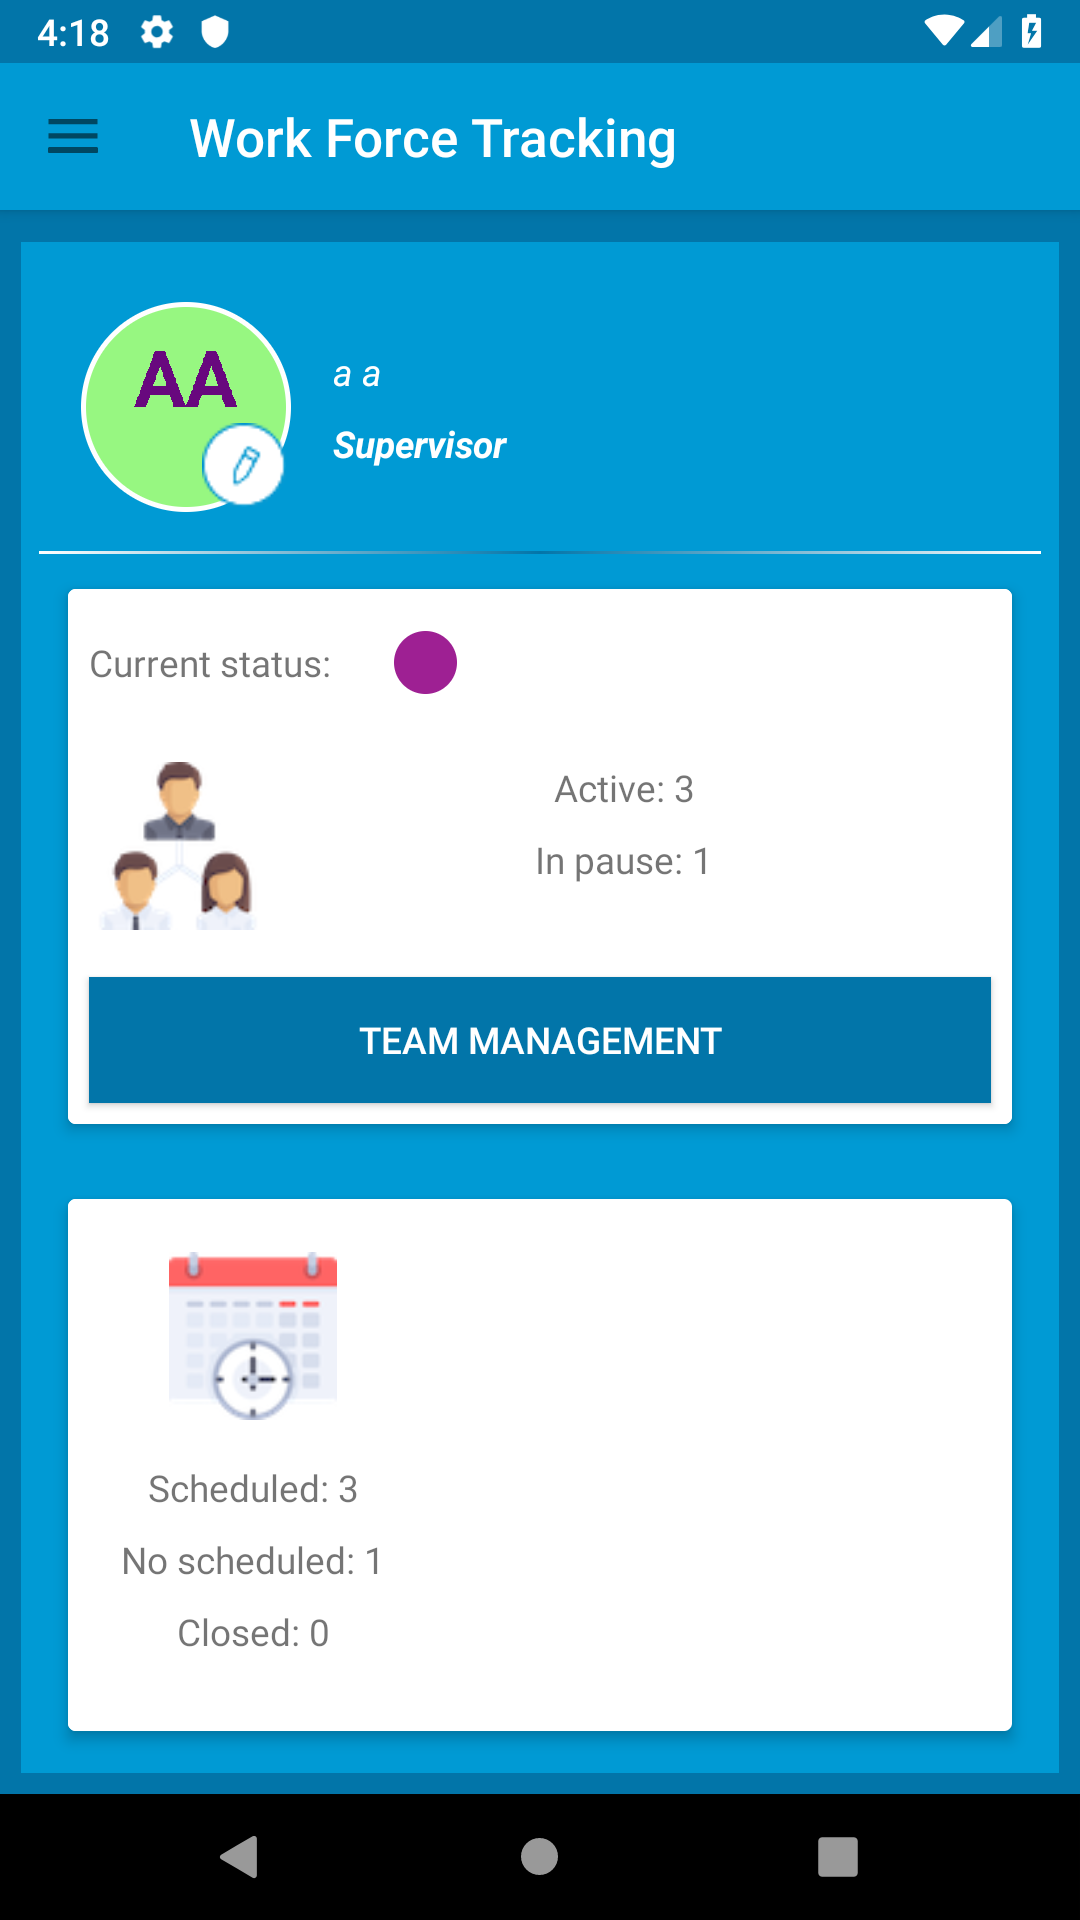 4:18
Work Force Tracking
AA
a a
Supervisor
Current status:
Active: 3
In pause: 1
TEAM MANAGEMENT
Scheduled: 3
No scheduled: 1
Closed: 0